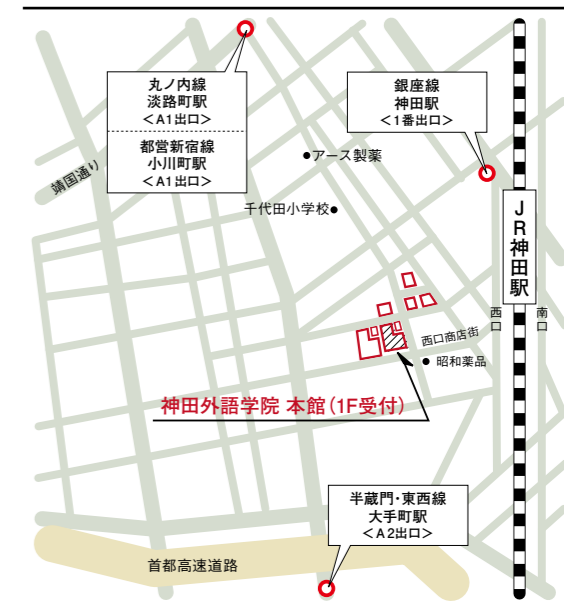 丸ノ内線
淡路町駅
＜A1出口＞
都営新宿線
小川町駅
＜A1出口＞
銀座線
神田駅
＜1番出口＞
靖国通り
●アース製薬
千代田小学校●
JR神田駅
西口
南口
西口商店街
● 昭和薬品
神田外語学院 本館（1F受付）
半蔵門・東西線
大手町駅
＜A2出口＞
首都高速道路